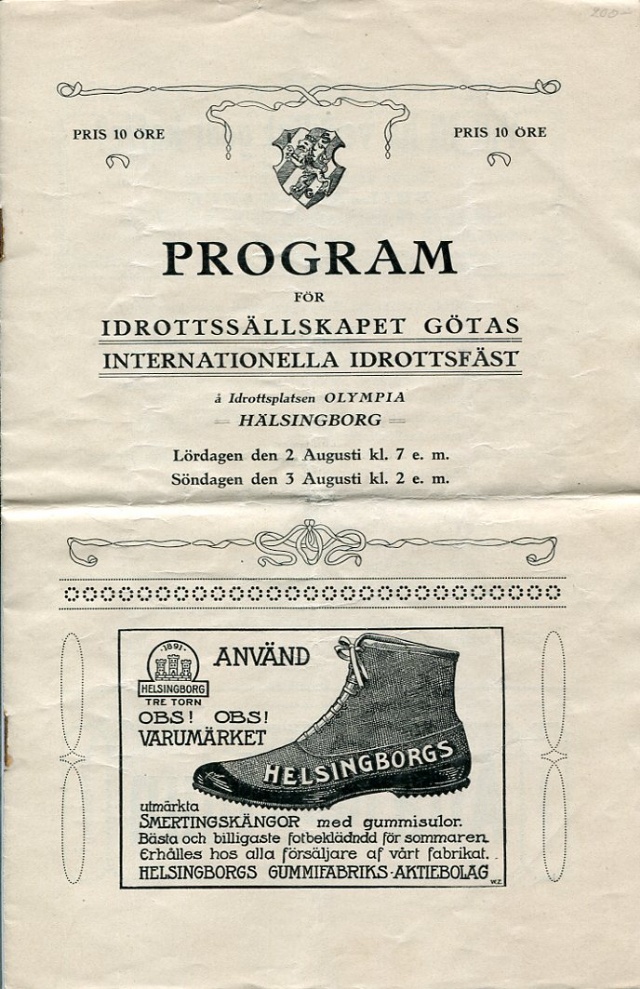 200-
PRIS 10 ÖRE
PRIS 10 ÖRE
PROGRAM
FÖR
IDROTTSSÄLLSKAPET GÖTAS
INTERNATIONELLA IDROTTSFÄST
å Idrottsplatsen OLYMPIA
HÄLSINGBORG
Lördagen den 2 Augusti kl. 7 e. m.
Söndagen den 3 Augusti kl. 2 e. m.
·1891·
HELSINGBORG
TRE TORN
ANVÄND
OBS! OBS!
VARUMÄRKET
HELSINGBORGS
utmärkta
SMERTINGSKÄNGOR med gummisulor.
Bästa och billigaste fotbeklädndd för sommaren.
Erhålles hos alla försäljare af vårt fabrikat.
HELSINGBORGS GUMMIFABRIKS-AKTIEBOLAG
W.Z.